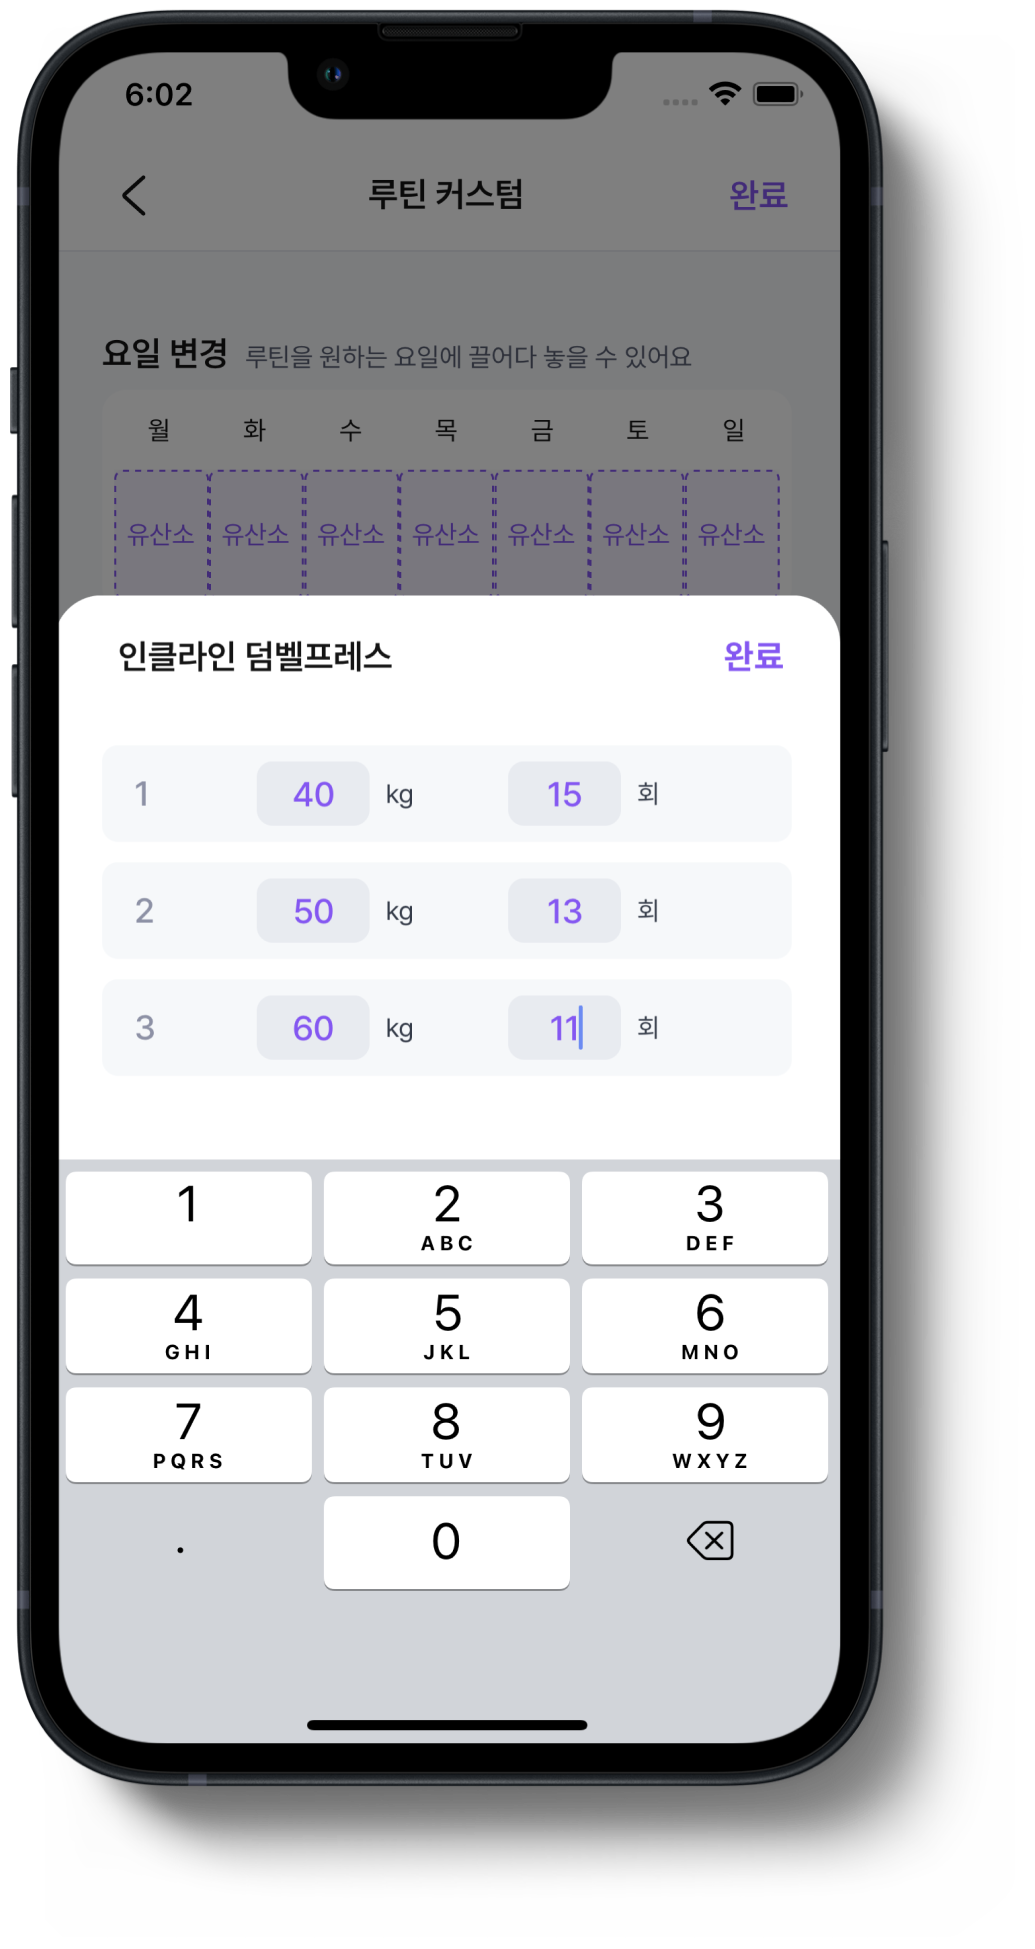 6:02
루틴 커스텀 완료
요일 변경 루틴을 원하는 요일에 끌어다 놓을 수 있어요
월 화 수 목 금 토 일
유산소 유산소 유산소 유산소 유산소 유산소 유산소
인클라인 덤벨프레스 완료
1 40 kg 15 회
2 50 kg 13 회
3 60 kg 11 회
1 2 3
ABC DEF
4 5 6
GHI JKL MNO
7 8 9
PQRS TUV WXYZ
. 0